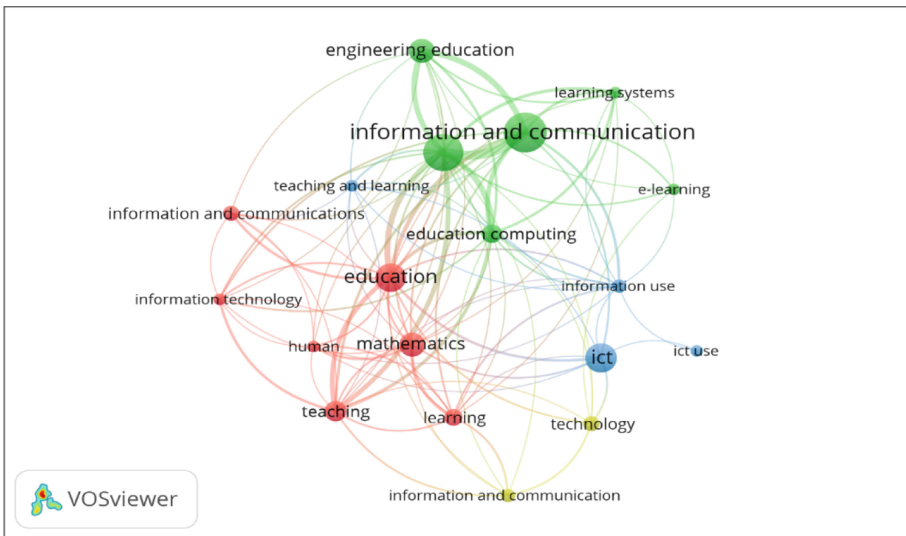 engineering education
learning systems
information and communication
teaching and learning
e-learning
information and communications
education computing
education
information use
information technology
human
mathematics
ict
ict use
teaching
learning
technology
information and communication
VOSviewer